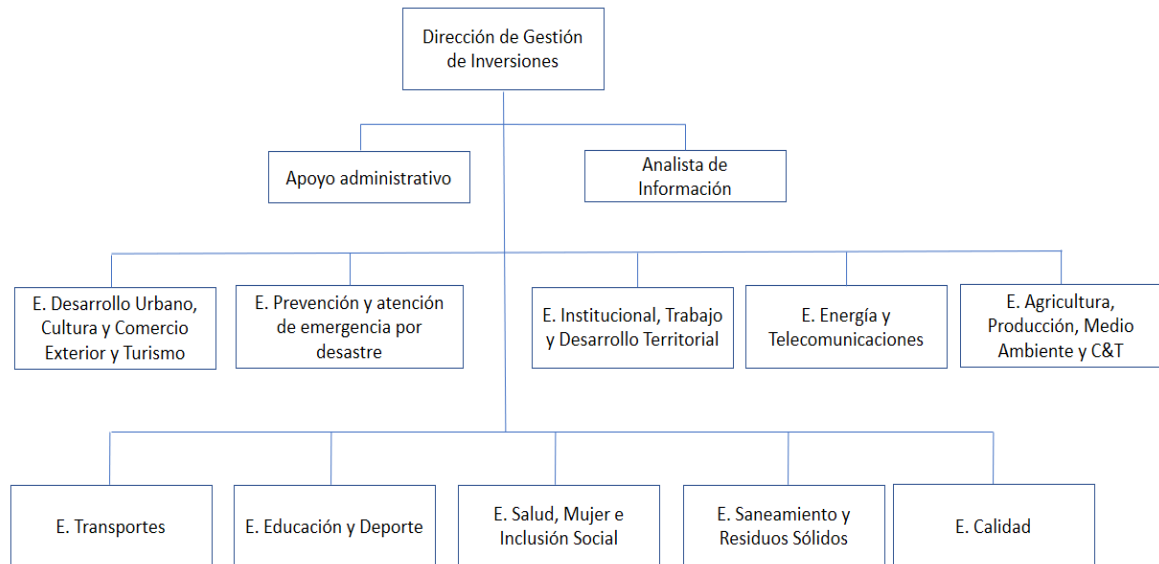 Dirección de Gestión
de Inversiones
Apoyo administrativo
Analista de
Información
E. Desarrollo Urbano,
Cultura y Comercio
Exterior y Turismo
E. Prevención y atención
de emergencia por
desastre
E. Institucional, Trabajo
y Desarrollo Territorial
E. Energía y
Telecomunicaciones
E. Agricultura,
Producción, Medio
Ambiente y C&T
E. Transportes
E. Educación y Deporte
E. Salud, Mujer e
Inclusión Social
E. Saneamiento y
Residuos Sólidos
E. Calidad